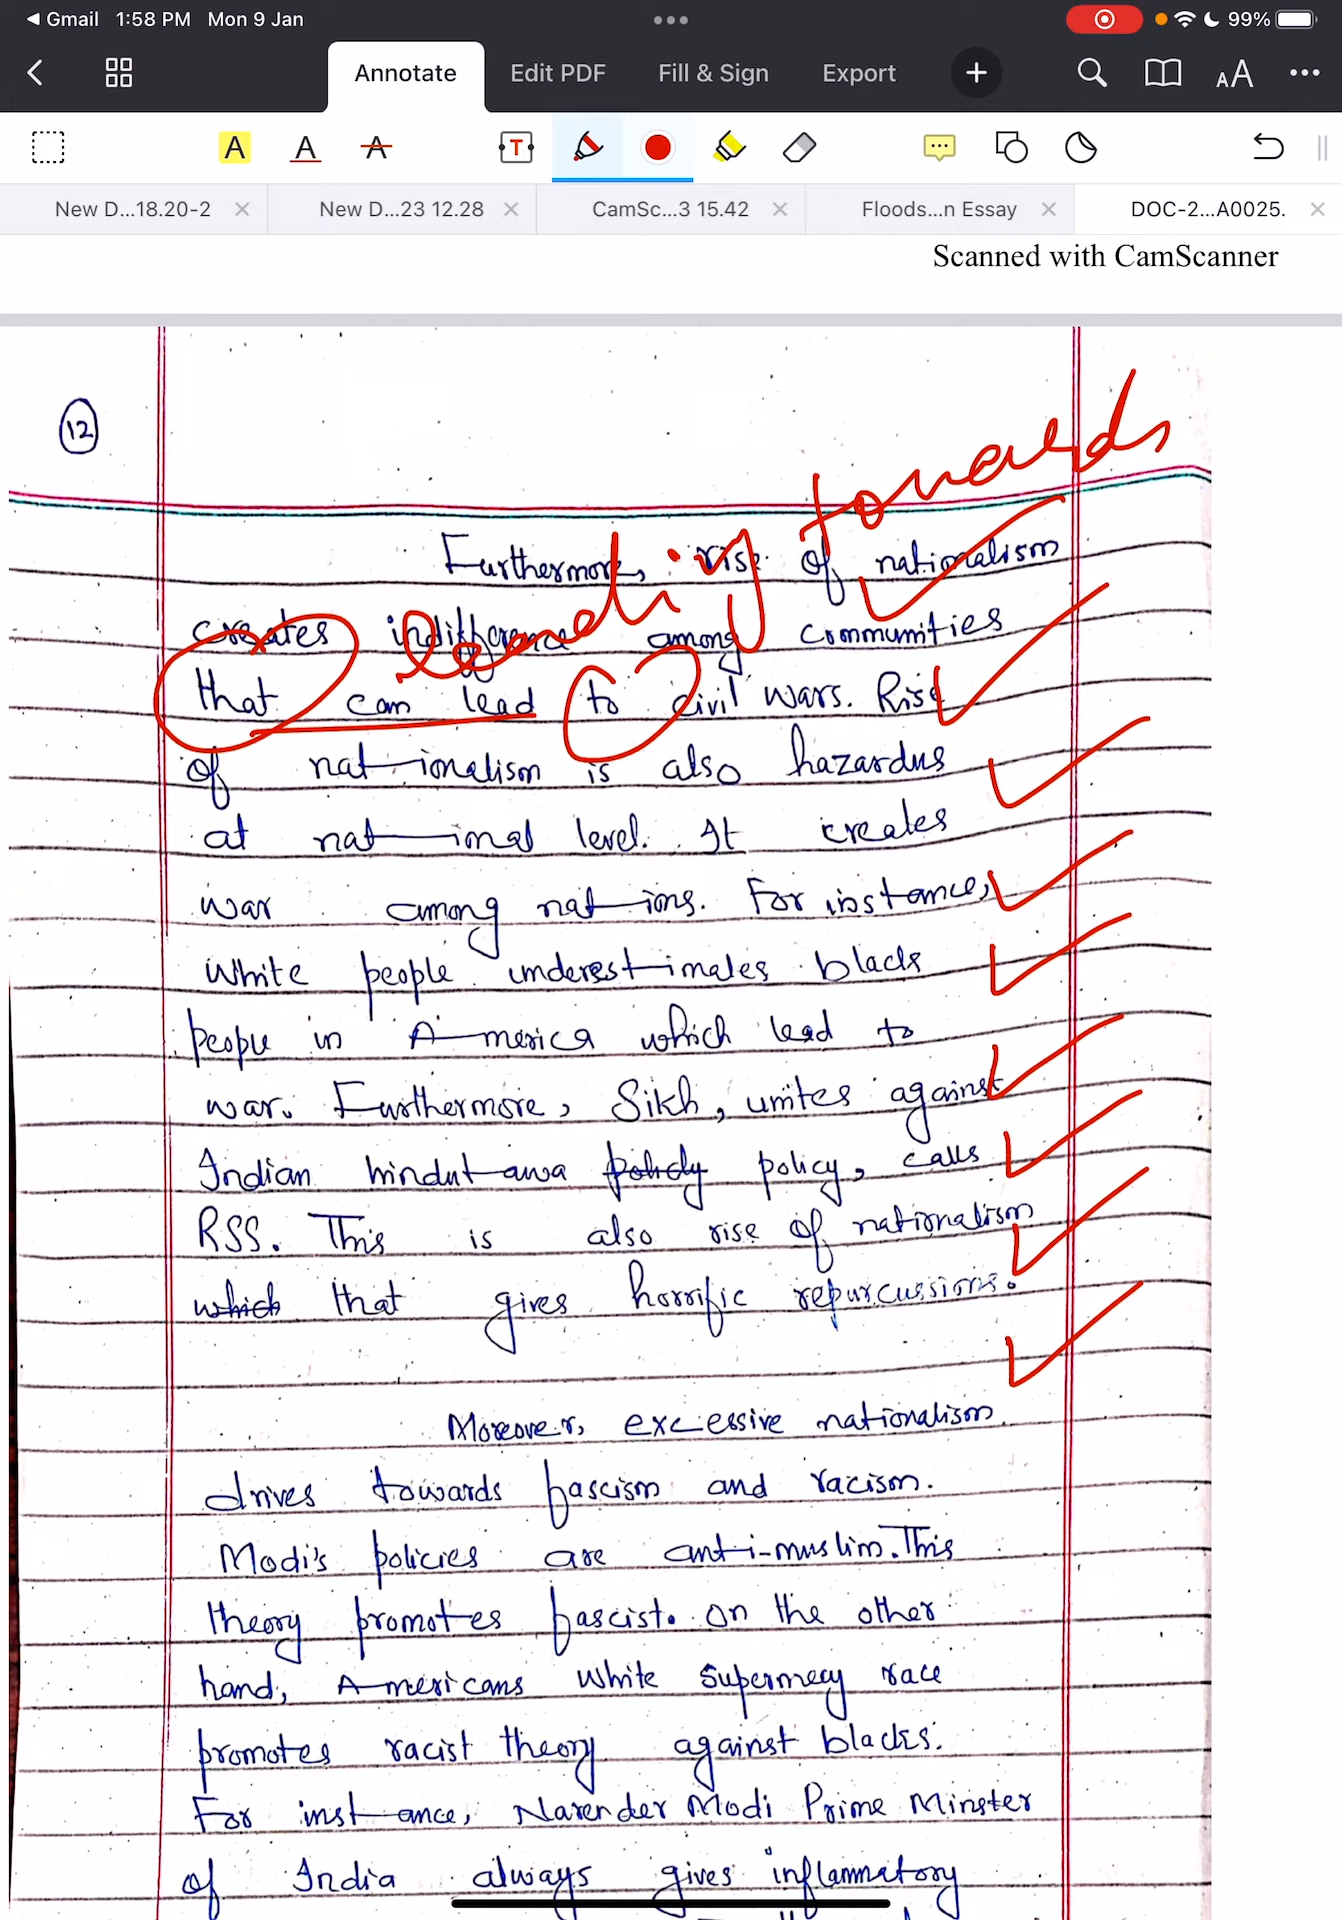 Gmail 1:58 PM Mon 9 Jan 99%
Annotate Edit PDF Fill & Sign Export
New D...18.20-2 New D...23 12.28 CamSc...3 15.42 Floods...n Essay DOC-2...A0025.
Scanned with CamScanner
12
leading towards
Furthermore, rise of nationalism
creates indifference among communities
that can lead to civil wars. Rise
of nationalism is also hazardus
at national level. It creates
war among nations. For instance,
White people underestimates black
people in America which lead to
war. Furthermore, Sikh, unites against
Indian hindutawa policy policy, calls
RSS. This is also rise of nationalism
which that gives horrific repurcussions.
Moreover, excessive nationalism
drives towards fascism and racism.
Modi's policies are anti-muslim. This
theory promotes fascist. on the other
hand, Americans white supermecy race
promotes racist theory against blacks.
For instance, Narender Modi Prime Minster
of India always gives inflammatory